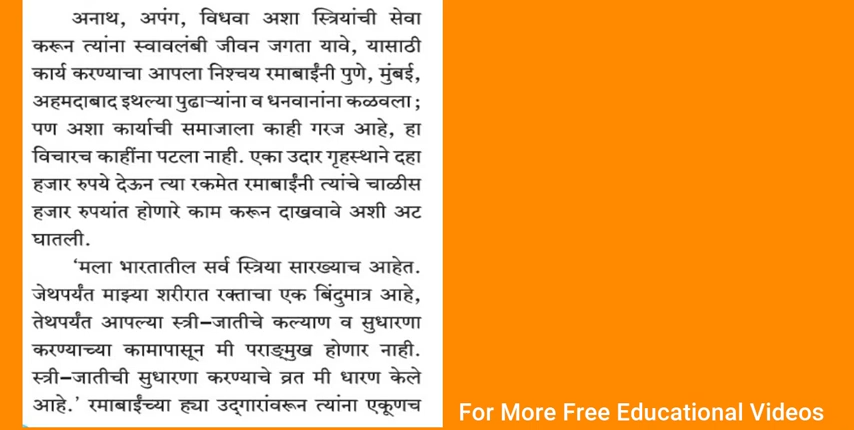 अनाथ, अपंग, विधवा अशा स्त्रियांची सेवा
करून त्यांना स्वावलंबी जीवन जगता यावे, यासाठी
कार्य करण्याचा आपला निश्चय रमाबाईंनी पुणे, मुंबई,
अहमदाबाद इथल्या पुढाऱ्यांना व धनवानांना कळवला;
पण अशा कार्याची समाजाला काही गरज आहे, हा
विचारच काहींना पटला नाही. एका उदार गृहस्थाने दहा
हजार रुपये देऊन त्या रकमेत रमाबाईंनी त्यांचे चाळीस
हजार रुपयांत होणारे काम करून दाखवावे अशी अट
घातली.
‘मला भारतातील सर्व स्त्रिया सारख्याच आहेत.
जेथपर्यंत माझ्या शरीरात रक्ताचा एक बिंदुमात्र आहे,
तेथपर्यंत आपल्या स्त्री–जातीचे कल्याण व सुधारणा
करण्याच्या कामापासून मी पराङ्मुख होणार नाही.
स्त्री–जातीची सुधारणा करण्याचे व्रत मी धारण केले
आहे.’ रमाबाईंच्या ह्या उद्‌गारांवरून त्यांना एकूणच
For More Free Educational Videos